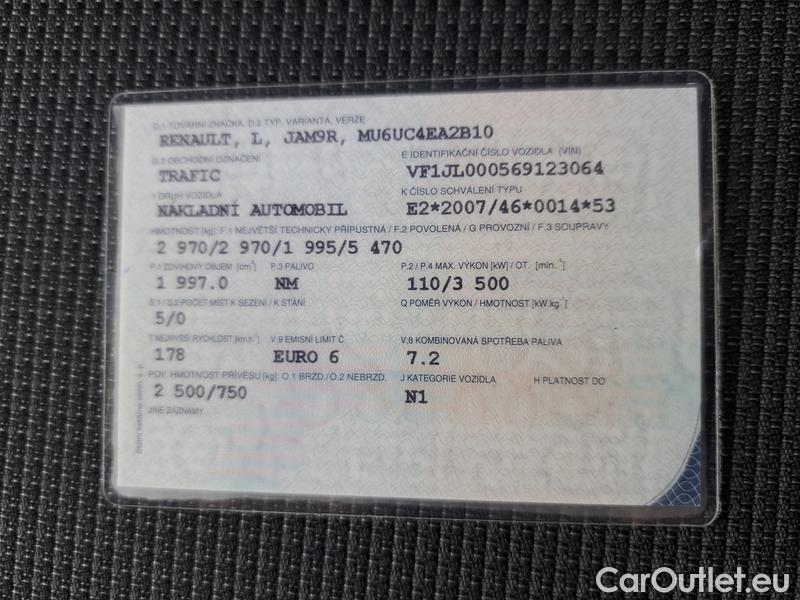 D.1 TOVÁRNÍ ZNAČKA, D.2 TYP, VARIANTA, VERZE
RENAULT, L, JAM9R, MU6UC4EA2B10
D.3 OBCHODNÍ OZNAČENÍ E IDENTIFIKAČNÍ ČÍSLO VOZIDLA (VIN)
TRAFIC VF1JL000569123064
1 DRUH VOZIDLA K ČÍSLO SCHVÁLENÍ TYPU
NÁKLADNÍ AUTOMOBIL E2*2007/46*0014*53
HMOTNOST [kg]: F.1 NEJVĚTŠÍ TECHNICKY PŘÍPUSTNÁ / F.2 POVOLENÁ / G PROVOZNÍ / F.3 SOUPRAVY
2 970/2 970/1 995/5 470
P.1 ZDVIHOVÝ OBJEM [cm³] P.3 PALIVO P.2 / P.4 MAX. VÝKON [kW] / OT. [min.⁻¹]
1 997.0 NM 110/3 500
S.1 / S.2 POČET MÍST K SEZENÍ / K STÁNÍ Q POMĚR VÝKON / HMOTNOST [kW.kg⁻¹]
5/0
T NEJVYŠŠÍ RYCHLOST [km.h⁻¹] V.9 EMISNÍ LIMIT Č. V.8 KOMBINOVANÁ SPOTŘEBA PALIVA
178 EURO 6 7.2
POV. HMOTNOST PŘÍVĚSU [kg]: O.1 BRZD./ O.2 NEBRZD. J KATEGORIE VOZIDLA H PLATNOST DO
2 500/750 N1
JINÉ ZÁZNAMY
CarOutlet.eu